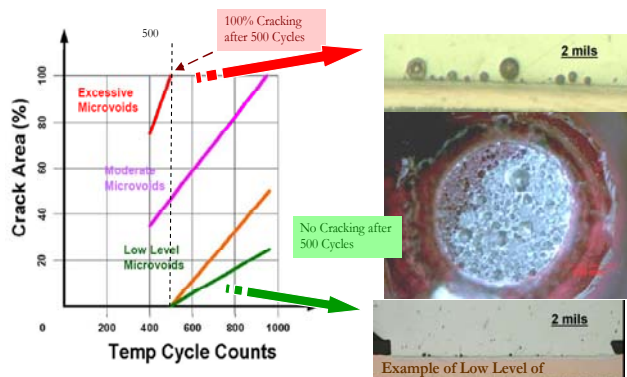 500
100% Cracking
after 500 Cycles
2 mils
100
Excessive
Microvoids
80
Crack Area (%)
60
Moderate
Microvoids
40
No Cracking after
500 Cycles
Low Level
Microvoids
20
2 mils
0
200
400
600
800
1000
Temp Cycle Counts
Example of Low Level of